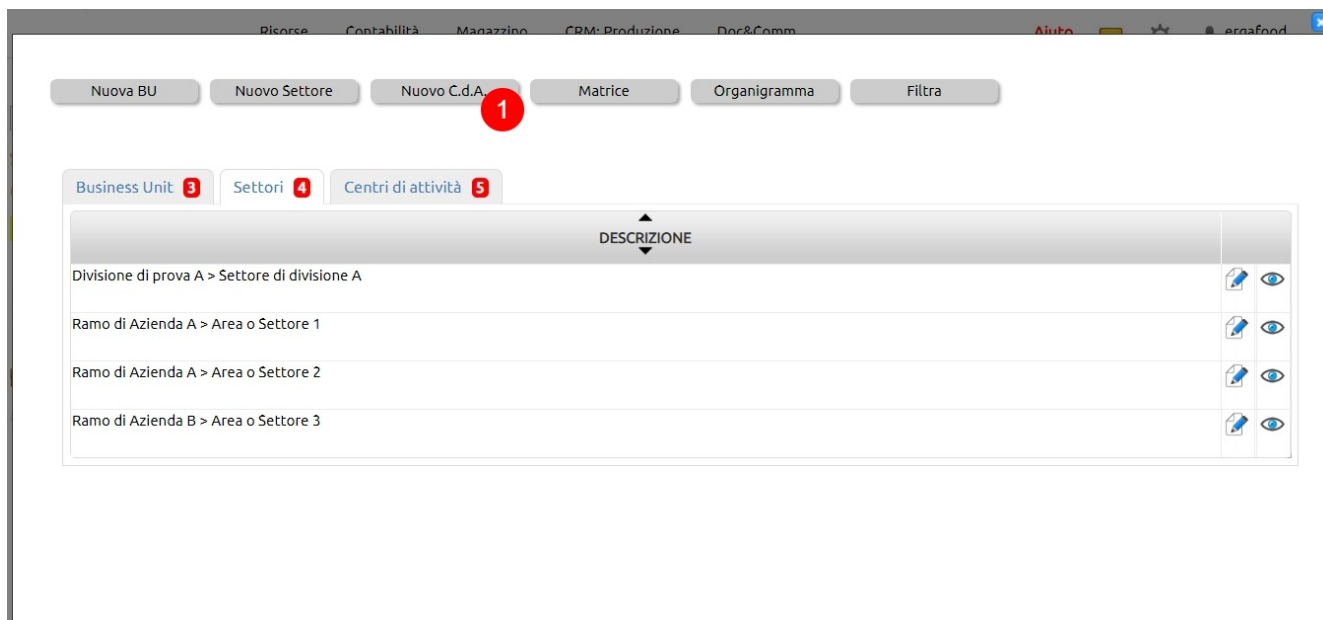 Risorse Contabilità Magazzino CRM: Produzione Doc&Comm Aiuto ergafood
Nuova BU Nuovo Settore Nuovo C.d.A. Matrice Organigramma Filtra
1
Business Unit 3 Settori 4 Centri di attività 5
DESCRIZIONE
Divisione di prova A > Settore di divisione A
Ramo di Azienda A > Area o Settore 1
Ramo di Azienda A > Area o Settore 2
Ramo di Azienda B > Area o Settore 3